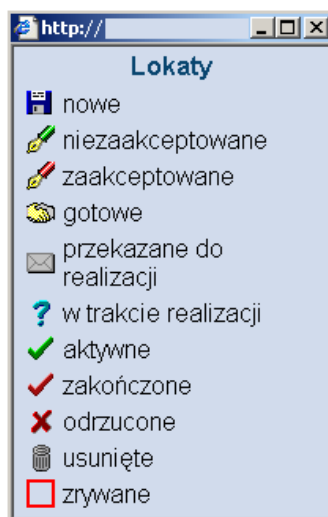 http://
Lokaty
nowe
niezaakceptowane
zaakceptowane
gotowe
przekazane do
realizacji
w trakcie realizacji
aktywne
zakończone
odrzucone
usunięte
zrywane